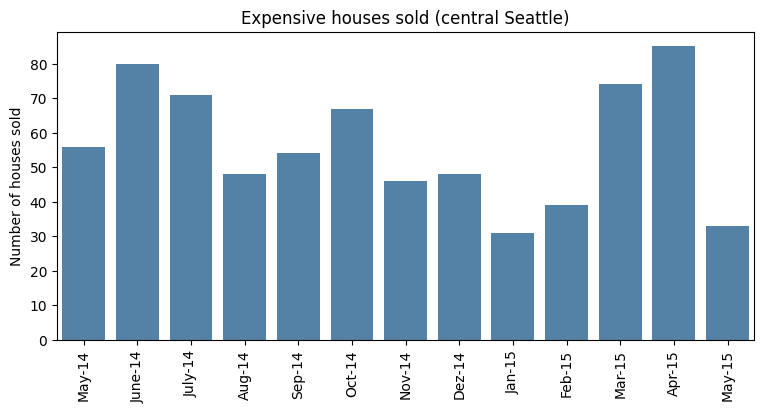 Expensive houses sold (central Seattle)
Number of houses sold
80
70
60
50
40
30
20
10
0
May-14
June-14
July-14
Aug-14
Sep-14
Oct-14
Nov-14
Dez-14
Jan-15
Feb-15
Mar-15
Apr-15
May-15